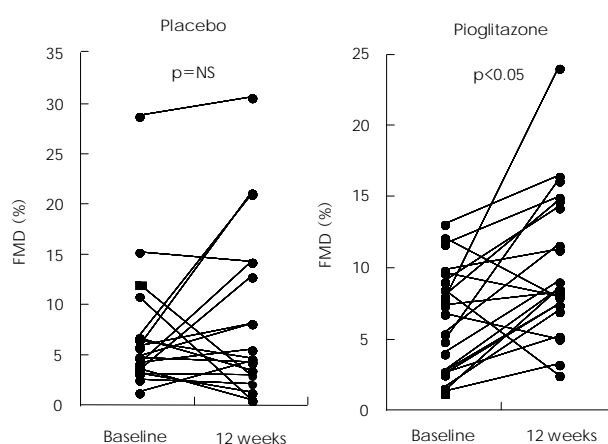 Placebo
p=NS
FMD (%)
35
30
25
20
15
10
5
0
Baseline
12 weeks
Pioglitazone
p<0.05
FMD (%)
25
20
15
10
5
0
Baseline
12 weeks